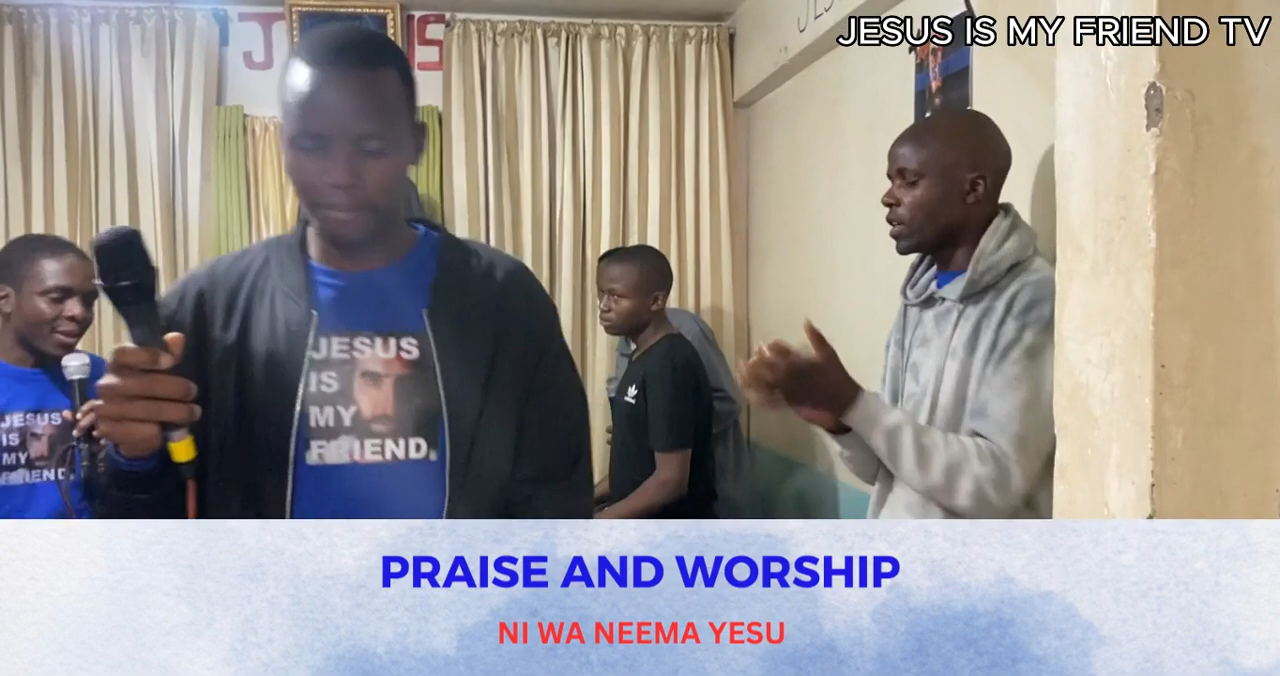 JESUS IS MY FRIEND TV
JESUS
IS
MY
FRIEND.
JESUS
IS
MY
FRIEND.
adidas
PRAISE AND WORSHIP
NI WA NEEMA YESU